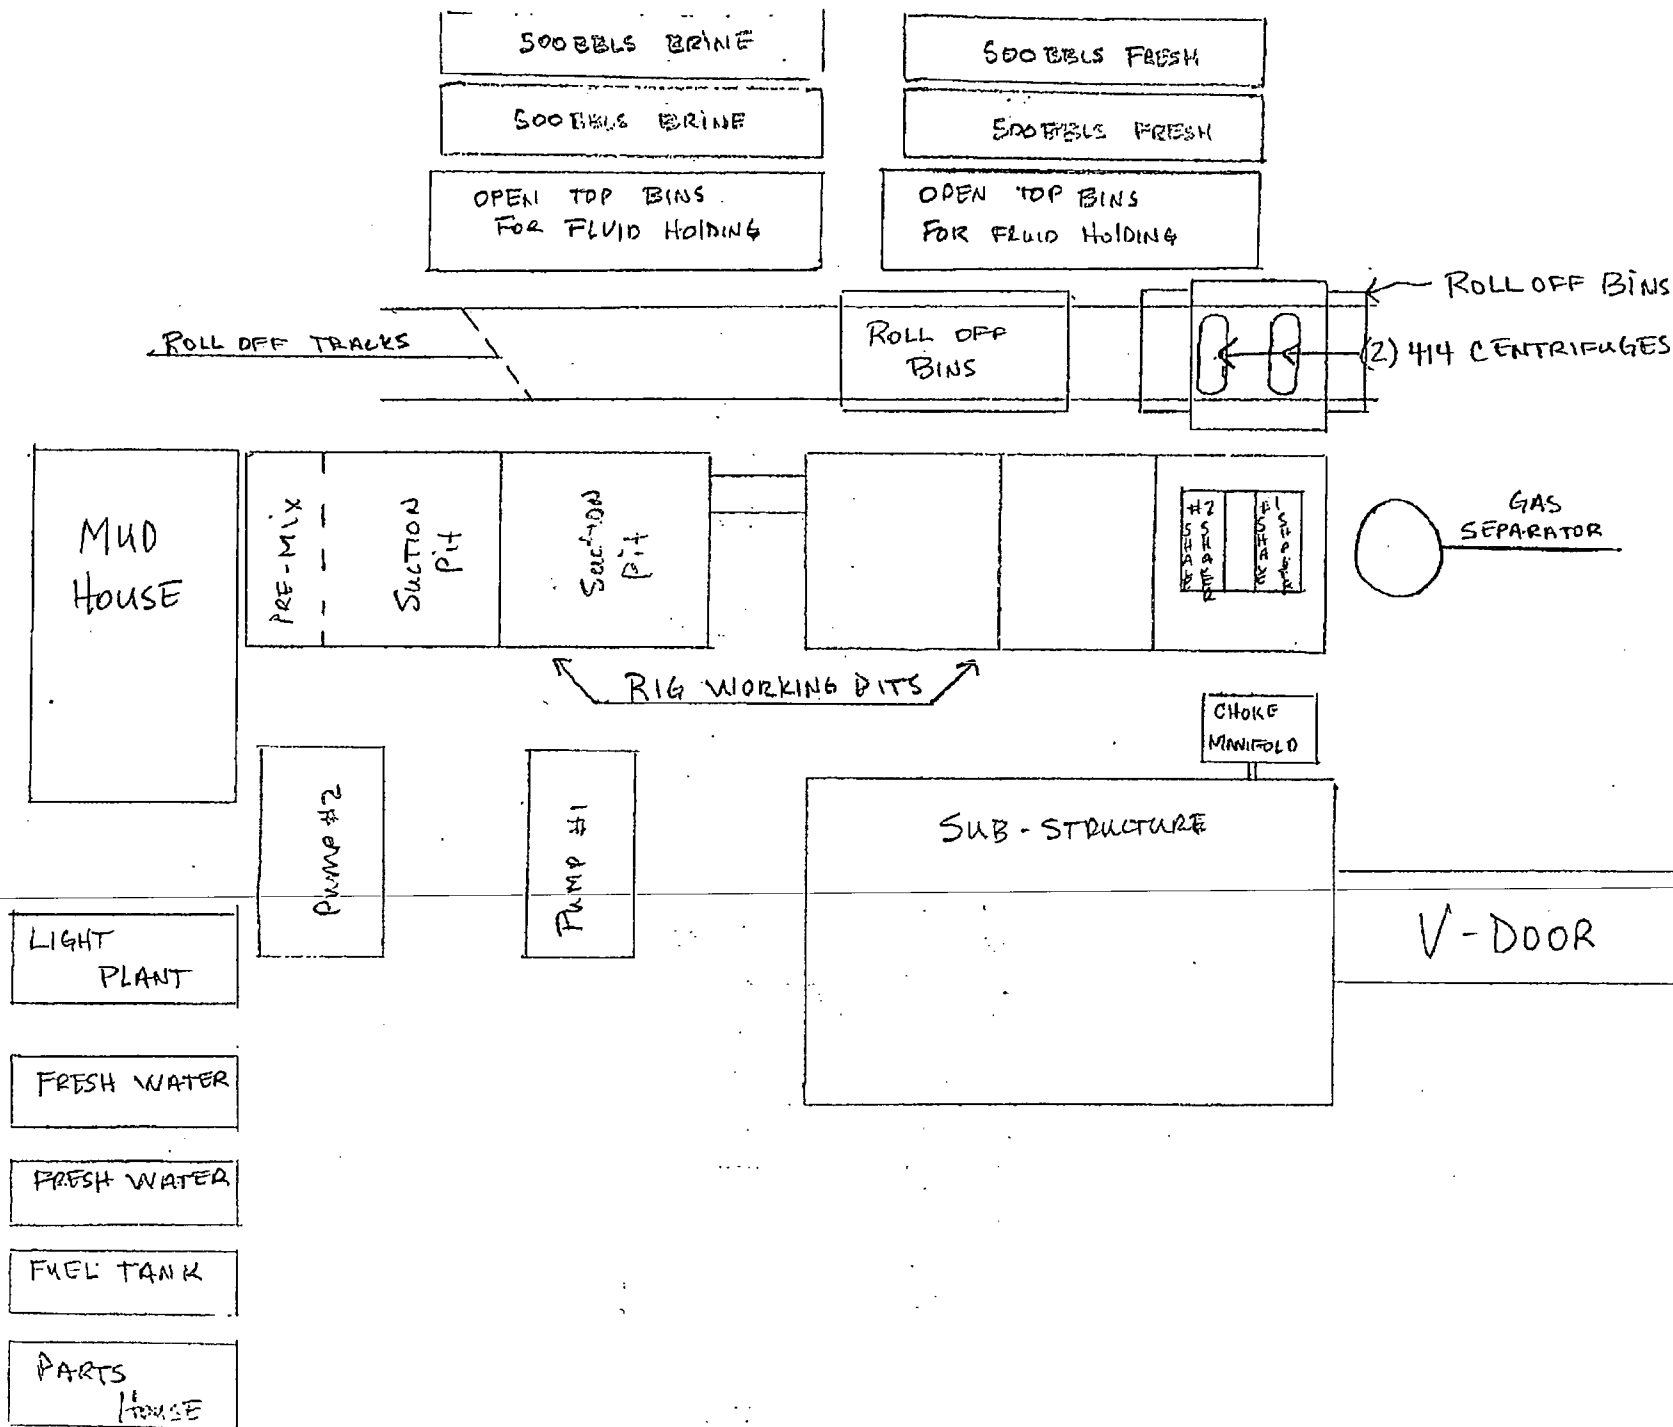 500 BBLS BRINE
500 BBLS FRESH
500 BBLS BRINE
500 BBLS FRESH
OPEN TOP BINS
FOR FLUID HOLDING
OPEN TOP BINS
FOR FLUID HOLDING
ROLL OFF BINS
ROLL OFF TRACKS
ROLL OFF
BINS
(2) 414 CENTRIFUGES
MUD
HOUSE
PRE-MIX
SUCTION
Pit
Suction
Pit
#2
SHAKER
#1
GAS
SEPARATOR
RIG WORKING PITS
CHOKE
MANIFOLD
PUMP #2
PUMP #1
SUB-STRUCTURE
V-DOOR
LIGHT
PLANT
FRESH WATER
FRESH WATER
FUEL TANK
PARTS
HOUSE